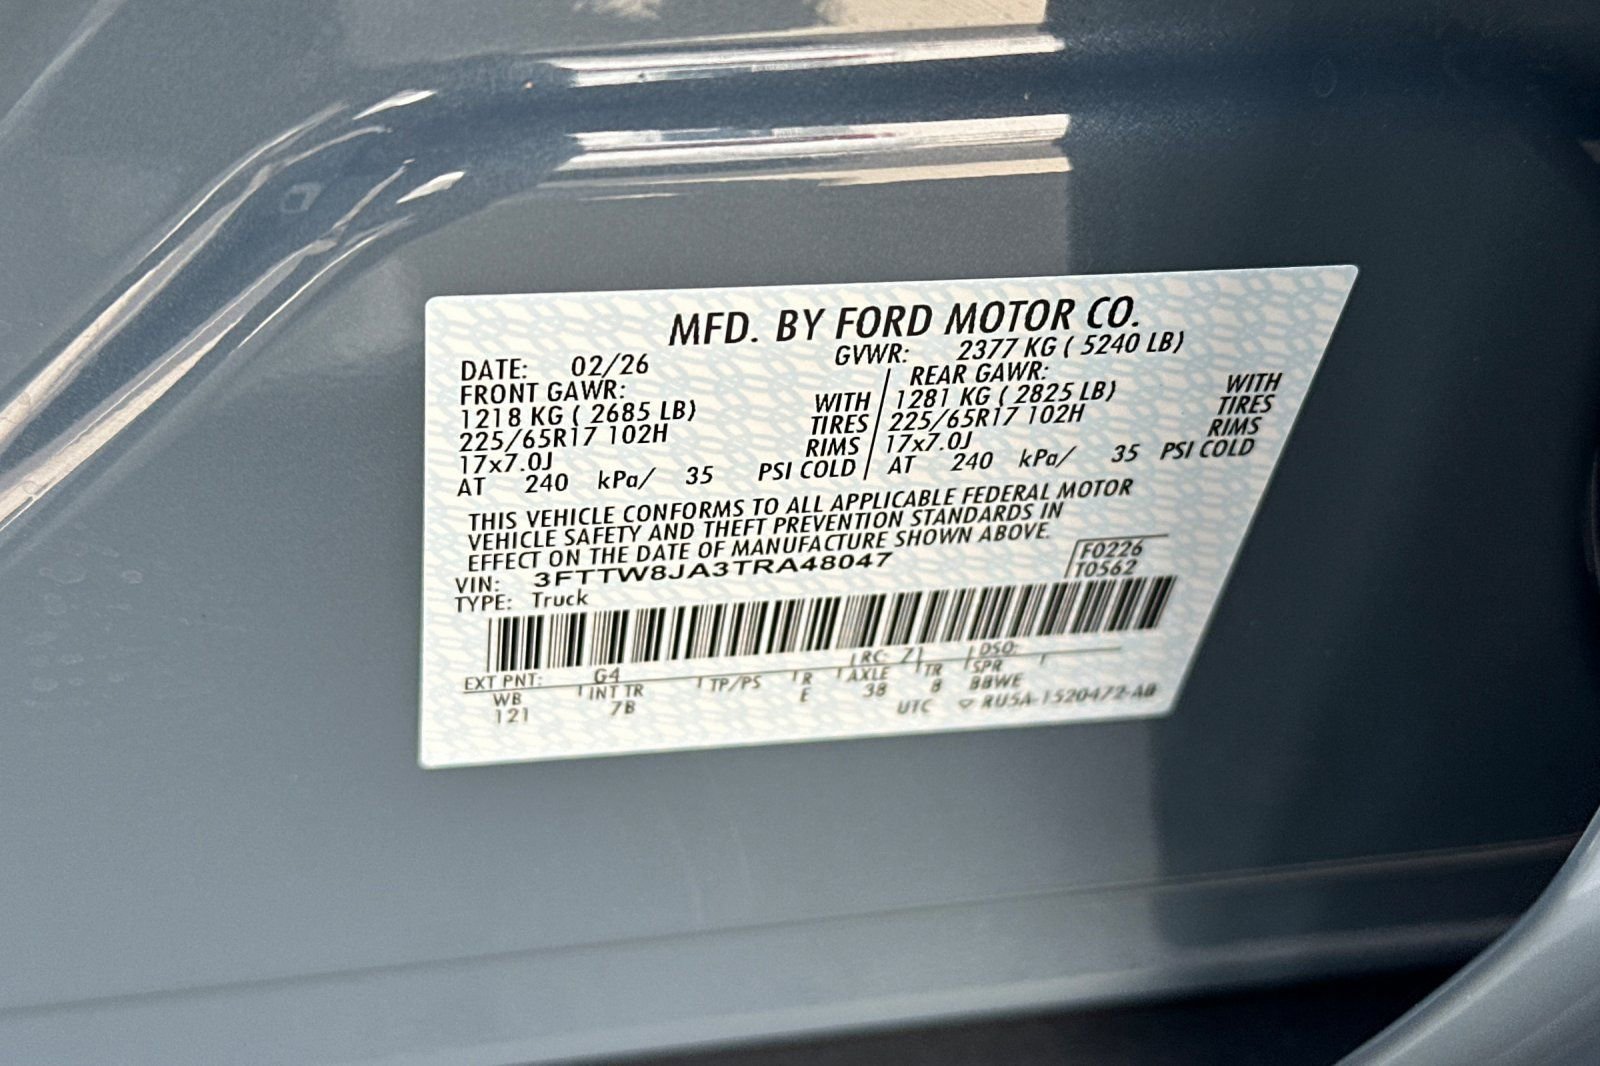 MFD. BY FORD MOTOR CO.
DATE: 02/26 GVWR: 2377 KG ( 5240 LB)
FRONT GAWR: REAR GAWR:
1218 KG ( 2685 LB) WITH 1281 KG ( 2825 LB) WITH
225/65R17 102H TIRES 225/65R17 102H TIRES
17x7.0J RIMS 17x7.0J RIMS
AT 240 kPa/ 35 PSI COLD AT 240 kPa/ 35 PSI COLD
THIS VEHICLE CONFORMS TO ALL APPLICABLE FEDERAL MOTOR
VEHICLE SAFETY AND THEFT PREVENTION STANDARDS IN
EFFECT ON THE DATE OF MANUFACTURE SHOWN ABOVE.
VIN: 3FTTW8JA3TRA48047 F0226
TYPE: Truck T0562
EXT PNT: G4 RC: 71 DSO:
WB INT TR TP/PS R AXLE TR SPR
121 7B E 38 8 BBWE
UTC RU5A-1520472-AB